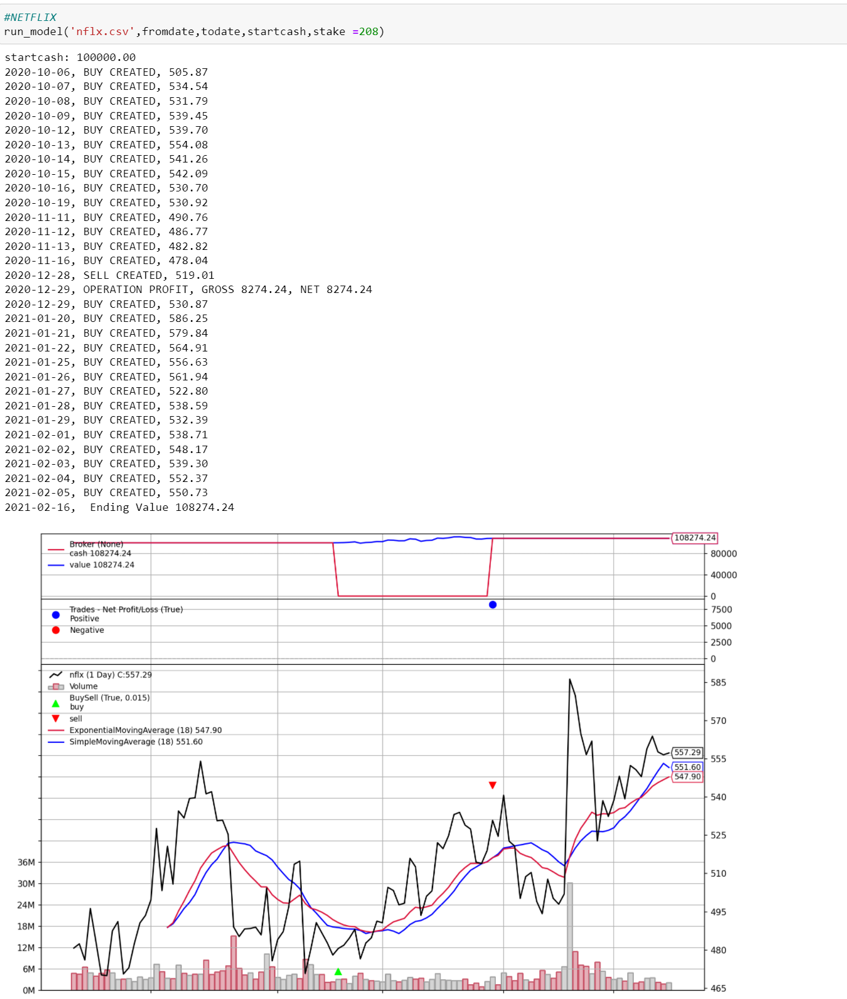 #NETFLIX
run_model('nflx.csv',fromdate,todate,startcash,stake =208)
startcash: 100000.00
2020-10-06, BUY CREATED, 505.87
2020-10-07, BUY CREATED, 534.54
2020-10-08, BUY CREATED, 531.79
2020-10-09, BUY CREATED, 539.45
2020-10-12, BUY CREATED, 539.70
2020-10-13, BUY CREATED, 554.08
2020-10-14, BUY CREATED, 541.26
2020-10-15, BUY CREATED, 542.09
2020-10-16, BUY CREATED, 530.70
2020-10-19, BUY CREATED, 530.92
2020-11-11, BUY CREATED, 490.76
2020-11-12, BUY CREATED, 486.77
2020-11-13, BUY CREATED, 482.82
2020-11-16, BUY CREATED, 478.04
2020-12-28, SELL CREATED, 519.01
2020-12-29, OPERATION PROFIT, GROSS 8274.24, NET 8274.24
2020-12-29, BUY CREATED, 530.87
2021-01-20, BUY CREATED, 586.25
2021-01-21, BUY CREATED, 579.84
2021-01-22, BUY CREATED, 564.91
2021-01-25, BUY CREATED, 556.63
2021-01-26, BUY CREATED, 561.94
2021-01-27, BUY CREATED, 522.80
2021-01-28, BUY CREATED, 538.59
2021-01-29, BUY CREATED, 532.39
2021-02-01, BUY CREATED, 538.71
2021-02-02, BUY CREATED, 548.17
2021-02-03, BUY CREATED, 539.30
2021-02-04, BUY CREATED, 552.37
2021-02-05, BUY CREATED, 550.73
2021-02-16,  Ending Value 108274.24
Broker (None)
cash 108274.24
value 108274.24
108274.24
80000
40000
0
Trades - Net Profit/Loss (True)
Positive
Negative
7500
5000
2500
0
nflx (1 Day) C:557.29
Volume
BuySell (True, 0.015)
buy
sell
ExponentialMovingAverage (18) 547.90
SimpleMovingAverage (18) 551.60
585
570
557.29
555
551.60
547.90
540
525
510
495
480
465
36M
30M
24M
18M
12M
6M
0M